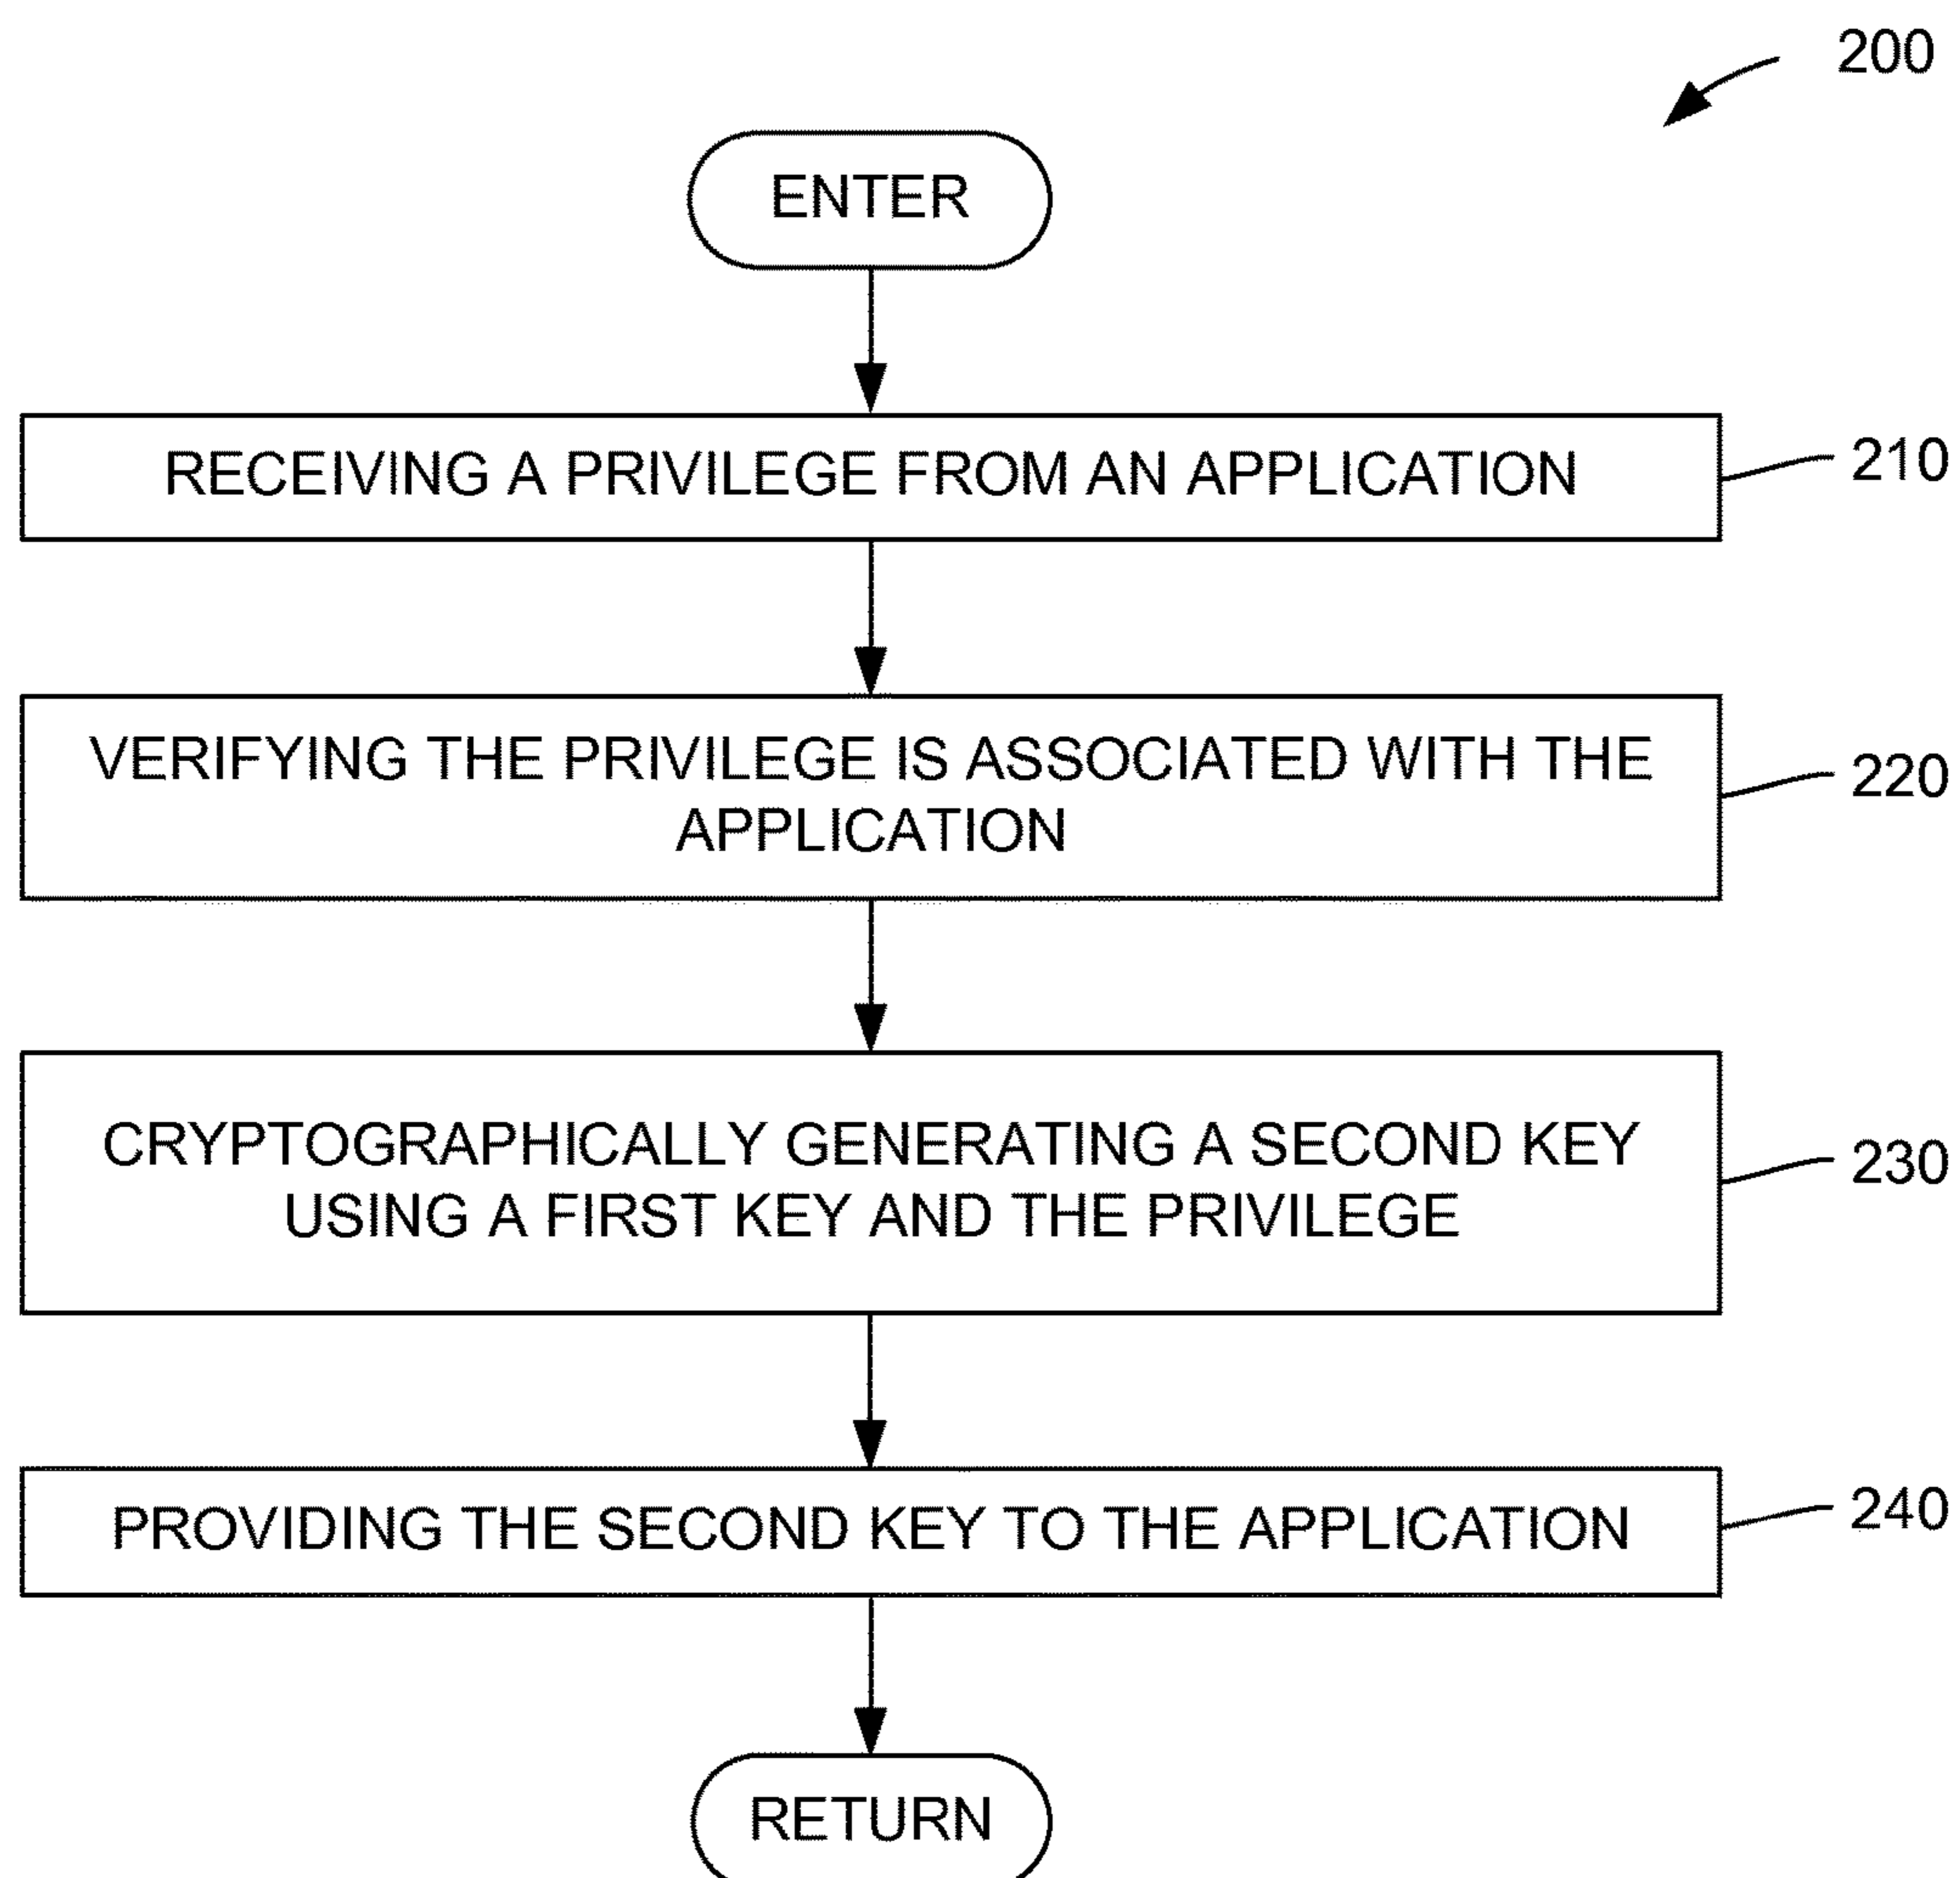 200
ENTER
RECEIVING A PRIVILEGE FROM AN APPLICATION
210
VERIFYING THE PRIVILEGE IS ASSOCIATED WITH THE
APPLICATION
220
CRYPTOGRAPHICALLY GENERATING A SECOND KEY
USING A FIRST KEY AND THE PRIVILEGE
230
PROVIDING THE SECOND KEY TO THE APPLICATION
240
RETURN